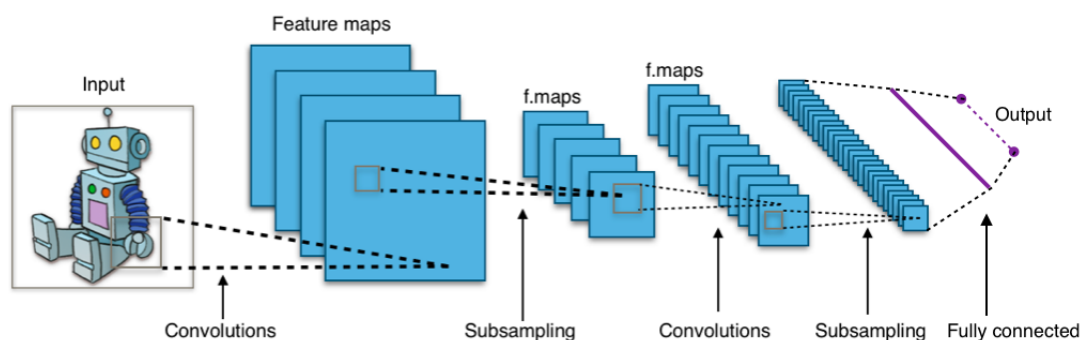 Feature maps
f.maps
f.maps
Input
Output
Convolutions
Subsampling
Convolutions
Subsampling
Fully connected